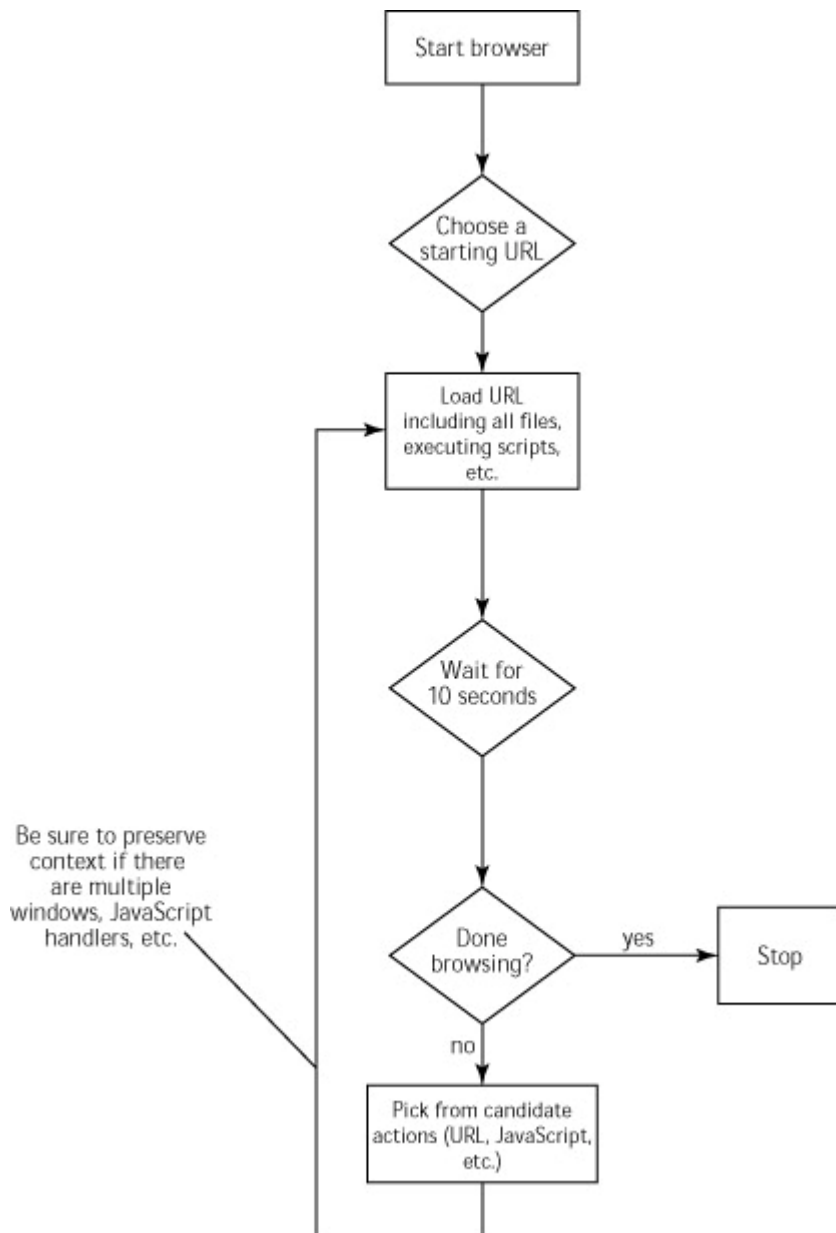 Start browser
Choose a
starting URL
Load URL
including all files,
executing scripts,
etc.
Wait for
10 seconds
Be sure to preserve
context if there
are multiple
windows, JavaScript
handlers, etc.
Done
browsing?
yes
Stop
no
Pick from candidate
actions (URL, JavaScript,
etc.)